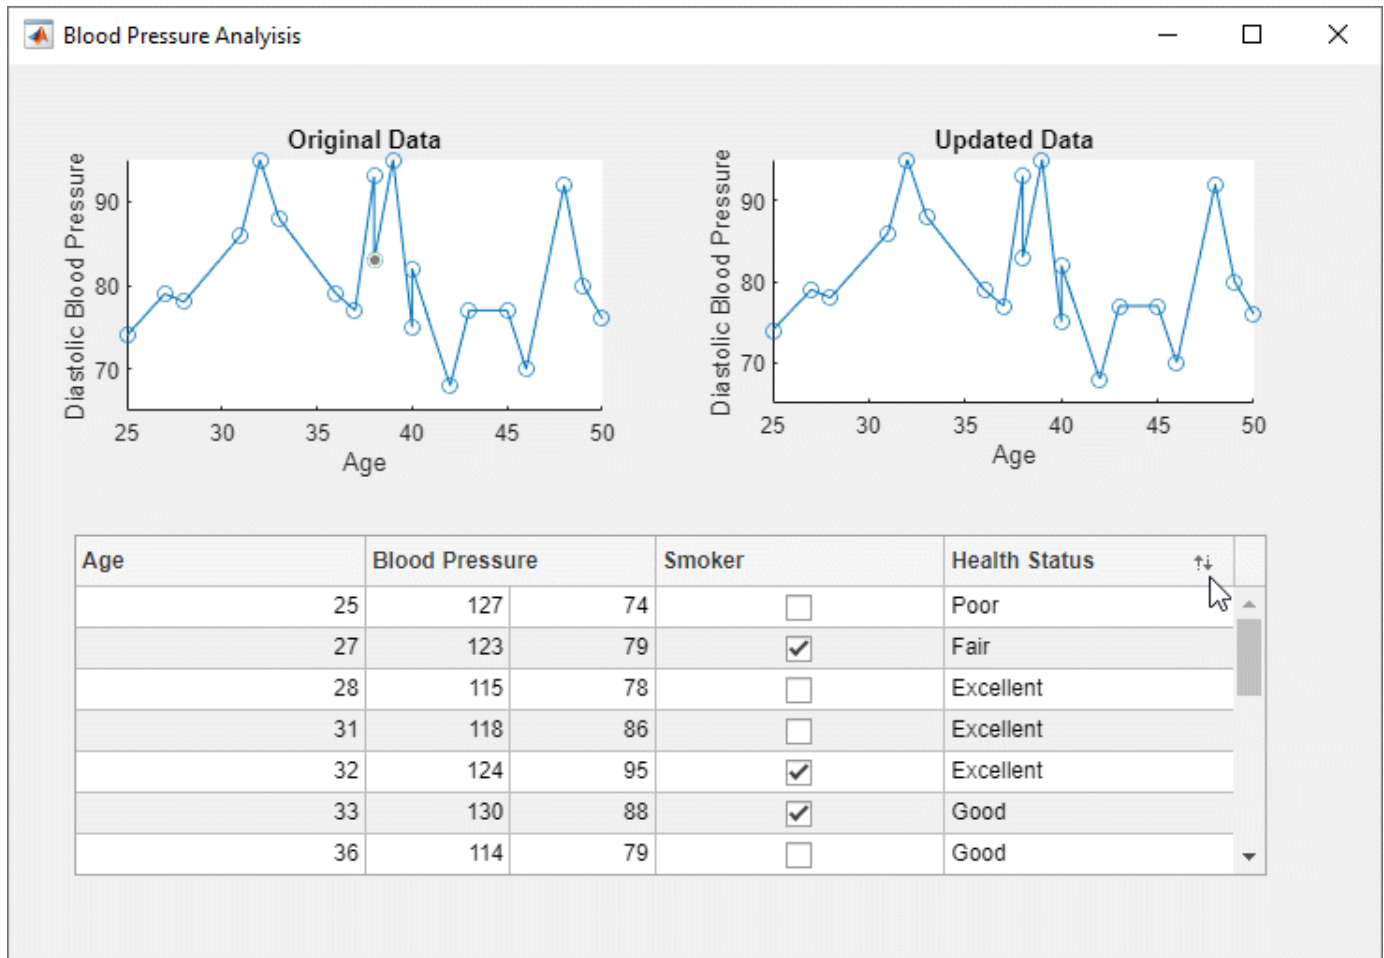 Blood Pressure Analyisis
Original Data
Diastolic Blood Pressure
90
80
70
25 30 35 40 45 50
Age
Updated Data
Diastolic Blood Pressure
90
80
70
25 30 35 40 45 50
Age
Age Blood Pressure Smoker Health Status
25 127 74 Poor
27 123 79 Fair
28 115 78 Excellent
31 118 86 Excellent
32 124 95 Excellent
33 130 88 Good
36 114 79 Good